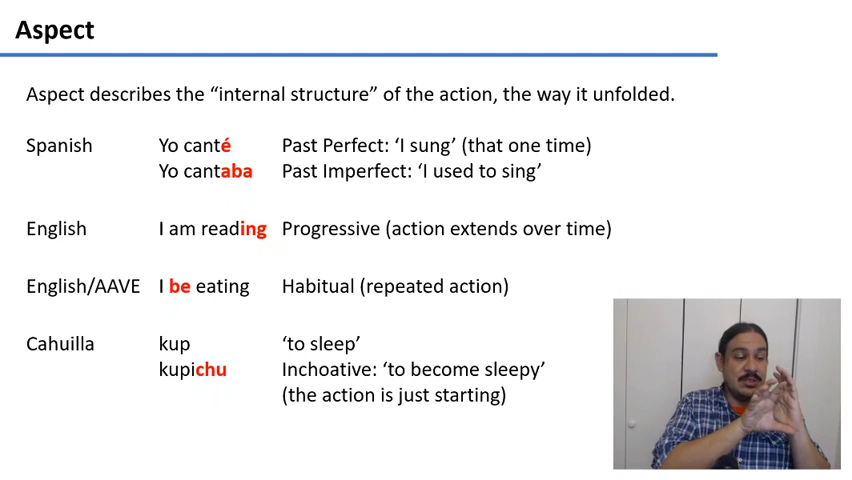 Aspect
Aspect describes the “internal structure” of the action, the way it unfolded.
Spanish Yo canté Past Perfect: ‘I sung’ (that one time)
Yo cantaba Past Imperfect: ‘I used to sing’
English I am reading Progressive (action extends over time)
English/AAVE I be eating Habitual (repeated action)
Cahuilla kup ‘to sleep’
kupichu Inchoative: ‘to become sleepy’
(the action is just starting)